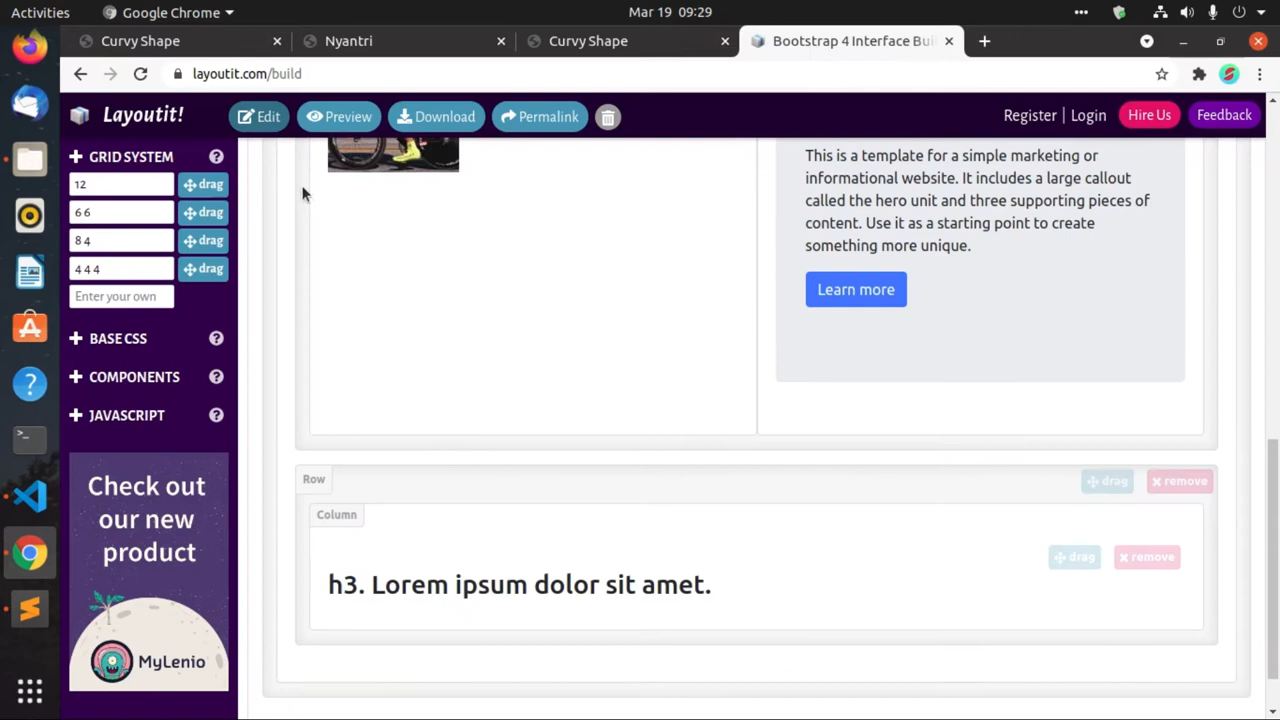 Activities
Google Chrome
Mar 19 09:29
Curvy Shape
Nyantri
Curvy Shape
Bootstrap 4 Interface Bui
layoutit.com/build
Layoutit!
Edit
Preview
Download
Permalink
Register
Login
Hire Us
Feedback
GRID SYSTEM
12
drag
6 6
drag
8 4
drag
4 4 4
drag
Enter your own
BASE CSS
COMPONENTS
JAVASCRIPT
Check out
our new
product
MyLenio
This is a template for a simple marketing or
informational website. It includes a large callout
called the hero unit and three supporting pieces of
content. Use it as a starting point to create
something more unique.
Learn more
Row
drag
remove
Column
drag
remove
h3. Lorem ipsum dolor sit amet.